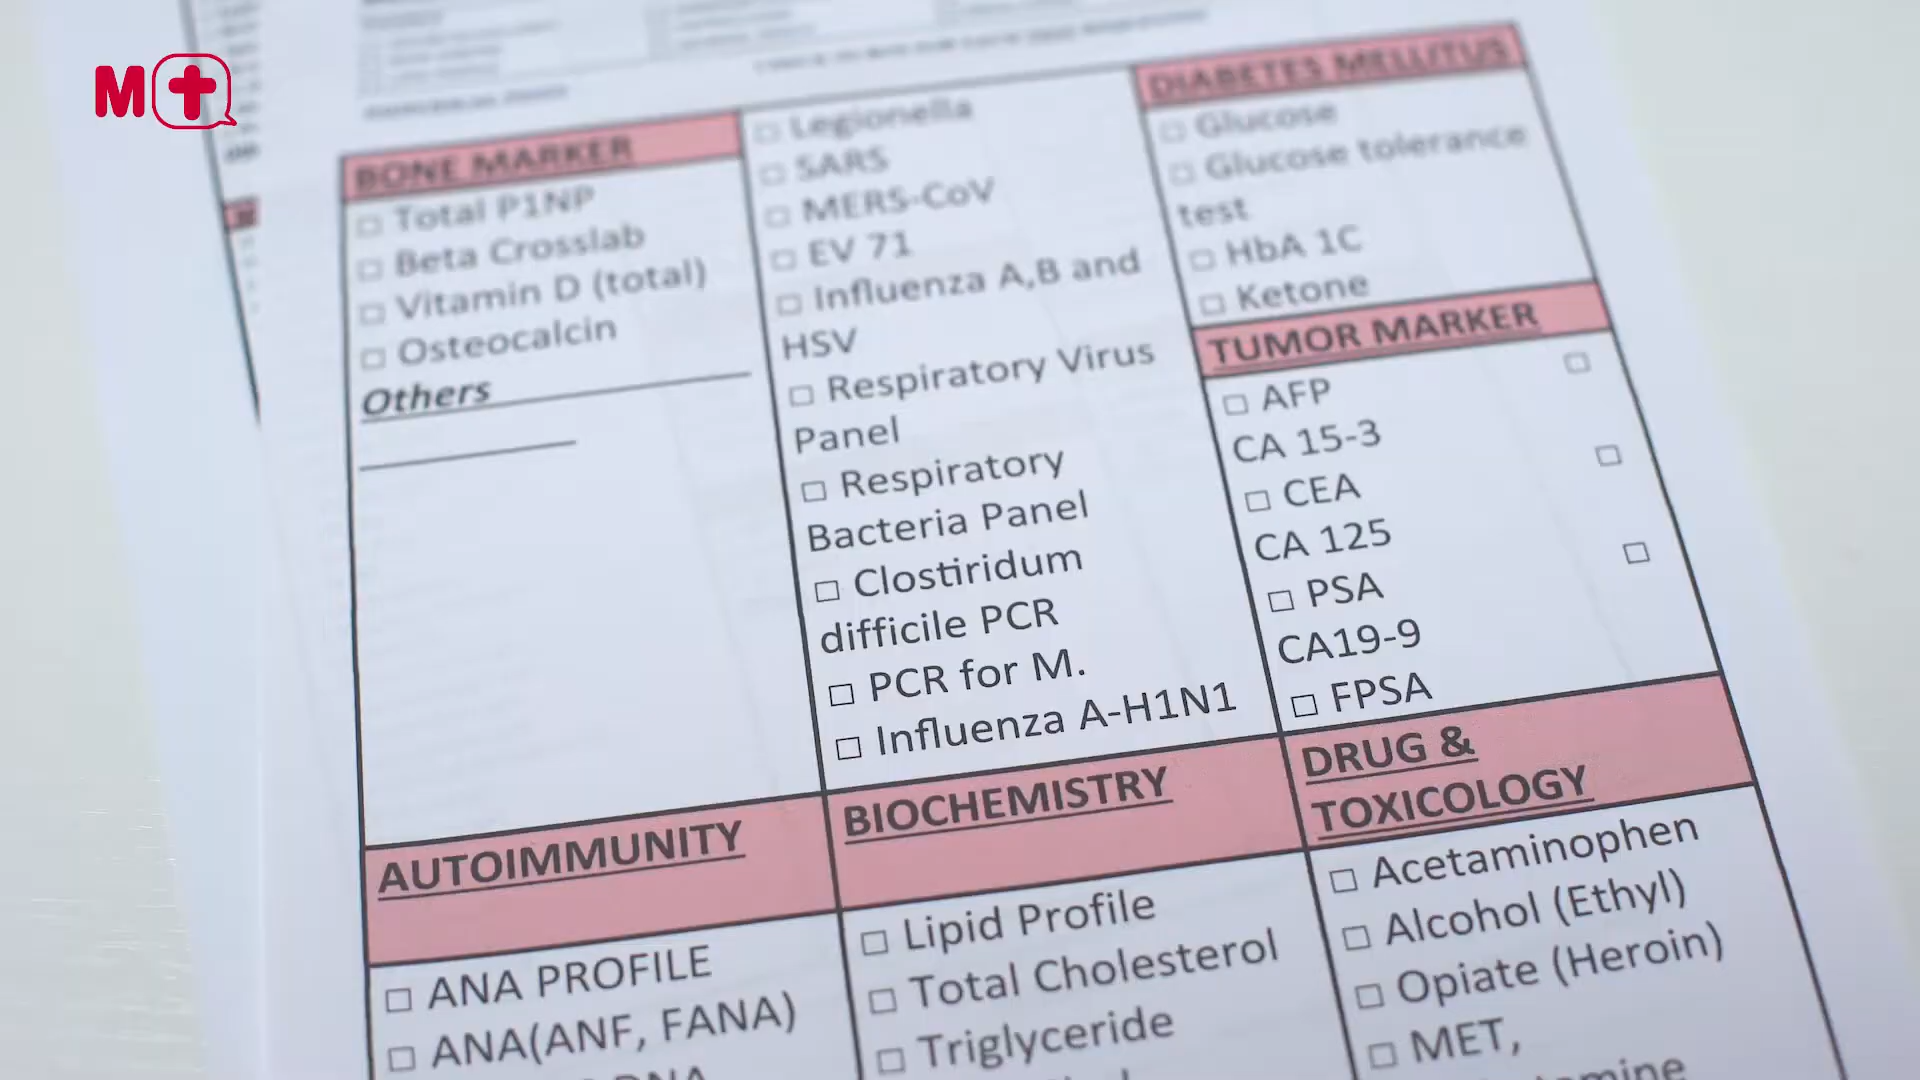 M
BONE MARKER
□ Total P1NP
□ Beta Crosslab
□ Vitamin D (total)
□ Osteocalcin
Others
□ Legionella
□ SARS
□ MERS-CoV
□ EV 71
□ Influenza A,B and
HSV
□ Respiratory Virus
Panel
□ Respiratory
Bacteria Panel
□ Clostiridum
difficile PCR
□ PCR for M.
□ Influenza A-H1N1
DIABETES MELLITUS
□ Glucose
□ Glucose tolerance
test
□ HbA 1C
□ Ketone
TUMOR MARKER
□ AFP □
CA 15-3
□ CEA □
CA 125
□ PSA □
CA19-9
□ FPSA
AUTOIMMUNITY
□ ANA PROFILE
□ ANA(ANF, FANA)
BIOCHEMISTRY
□ Lipid Profile
□ Total Cholesterol
□ Triglyceride
DRUG &
TOXICOLOGY
□ Acetaminophen
□ Alcohol (Ethyl)
□ Opiate (Heroin)
□ MET,